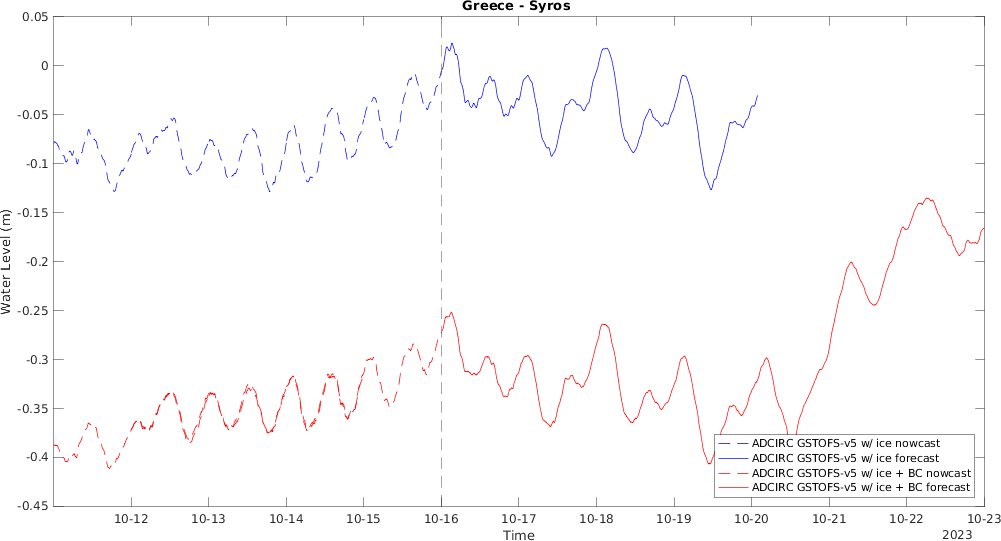 Greece - Syros
0.05
0
-0.05
-0.1
-0.15
-0.2
-0.25
-0.3
-0.35
-0.4
-0.45
Water Level (m)
ADCIRC GSTOFS-v5 w/ ice nowcast
ADCIRC GSTOFS-v5 w/ ice forecast
ADCIRC GSTOFS-v5 w/ ice + BC nowcast
ADCIRC GSTOFS-v5 w/ ice + BC forecast
10-12 10-13 10-14 10-15 10-16 10-17 10-18 10-19 10-20 10-21 10-22 10-23
Time
2023